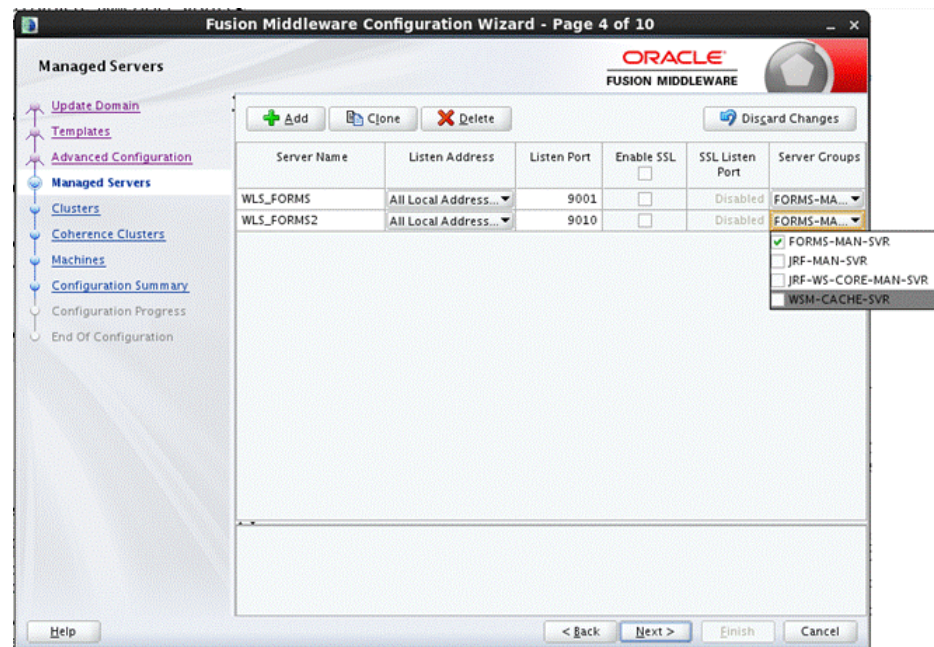 Fusion Middleware Configuration Wizard - Page 4 of 10
Managed Servers
ORACLE
FUSION MIDDLEWARE
Update Domain
Templates
Advanced Configuration
Managed Servers
Clusters
Coherence Clusters
Machines
Configuration Summary
Configuration Progress
End Of Configuration
Add Clone Delete Discard Changes
Server Name Listen Address Listen Port Enable SSL SSL Listen Port Server Groups
WLS_FORMS All Local Address... 9001 Disabled FORMS-MA...
WLS_FORMS2 All Local Address... 9010 Disabled FORMS-MA...
FORMS-MAN-SVR
JRF-MAN-SVR
JRF-WS-CORE-MAN-SVR
WSM-CACHE-SVR
Help < Back Next > Finish Cancel